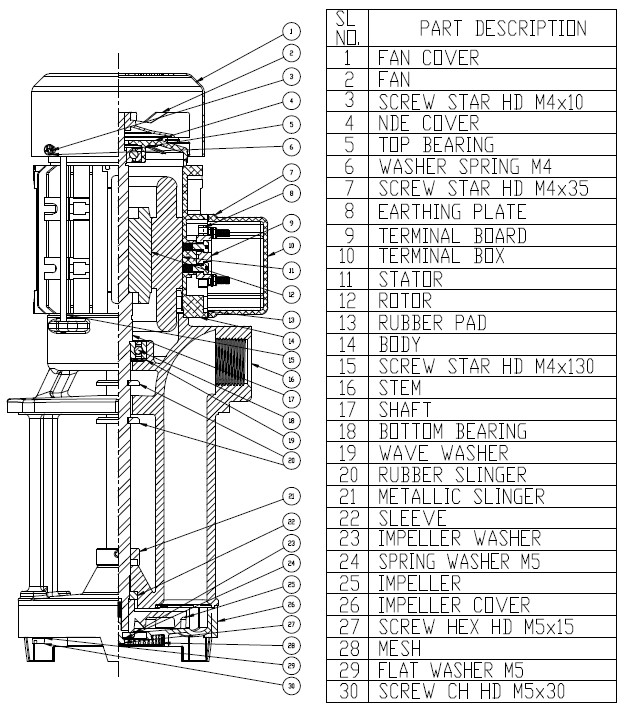 1
2
3
4
5
6
7
8
9
10
11
12
13
14
15
16
17
18
19
20
21
22
23
24
25
26
27
28
29
30
SL NO. PART DESCRIPTION
1 FAN COVER
2 FAN
3 SCREW STAR HD M4x10
4 NDE COVER
5 TOP BEARING
6 WASHER SPRING M4
7 SCREW STAR HD M4x35
8 EARTHING PLATE
9 TERMINAL BOARD
10 TERMINAL BOX
11 STATOR
12 ROTOR
13 RUBBER PAD
14 BODY
15 SCREW STAR HD M4x130
16 STEM
17 SHAFT
18 BOTTOM BEARING
19 WAVE WASHER
20 RUBBER SLINGER
21 METALLIC SLINGER
22 SLEEVE
23 IMPELLER WASHER
24 SPRING WASHER M5
25 IMPELLER
26 IMPELLER COVER
27 SCREW HEX HD M5x15
28 MESH
29 FLAT WASHER M5
30 SCREW CH HD M5x30